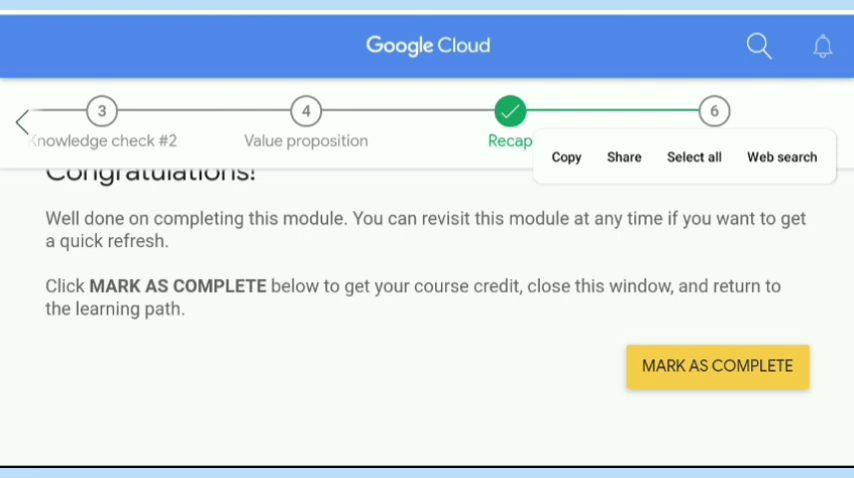 Google Cloud
3
4
6
Knowledge check #2
Value proposition
Recap
Copy Share Select all Web search
Congratulations!
Well done on completing this module. You can revisit this module at any time if you want to get
a quick refresh.
Click MARK AS COMPLETE below to get your course credit, close this window, and return to
the learning path.
MARK AS COMPLETE